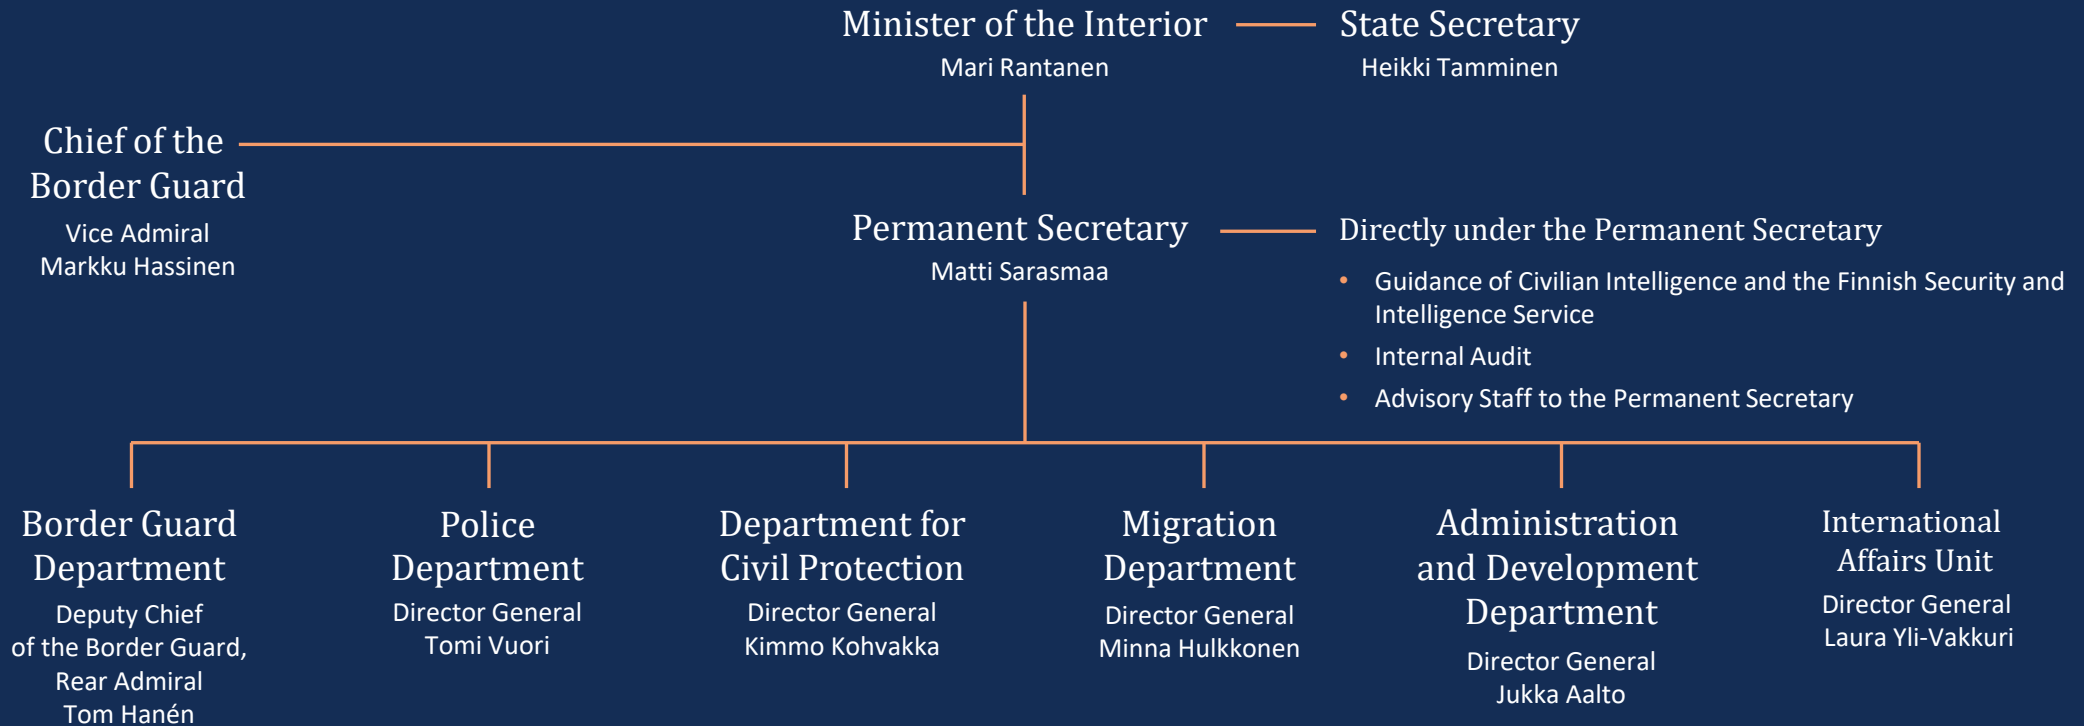 Minister of the Interior
Mari Rantanen
State Secretary
Heikki Tamminen
Chief of the
Border Guard
Vice Admiral
Markku Hassinen
Permanent Secretary
Matti Sarasmaa
Directly under the Permanent Secretary
• Guidance of Civilian Intelligence and the Finnish Security and
Intelligence Service
• Internal Audit
• Advisory Staff to the Permanent Secretary
Border Guard
Department
Deputy Chief
of the Border Guard,
Rear Admiral
Tom Hanén
Police
Department
Director General
Tomi Vuori
Department for
Civil Protection
Director General
Kimmo Kohvakka
Migration
Department
Director General
Minna Hulkkonen
Administration
and Development
Department
Director General
Jukka Aalto
International
Affairs Unit
Director General
Laura Yli-Vakkuri